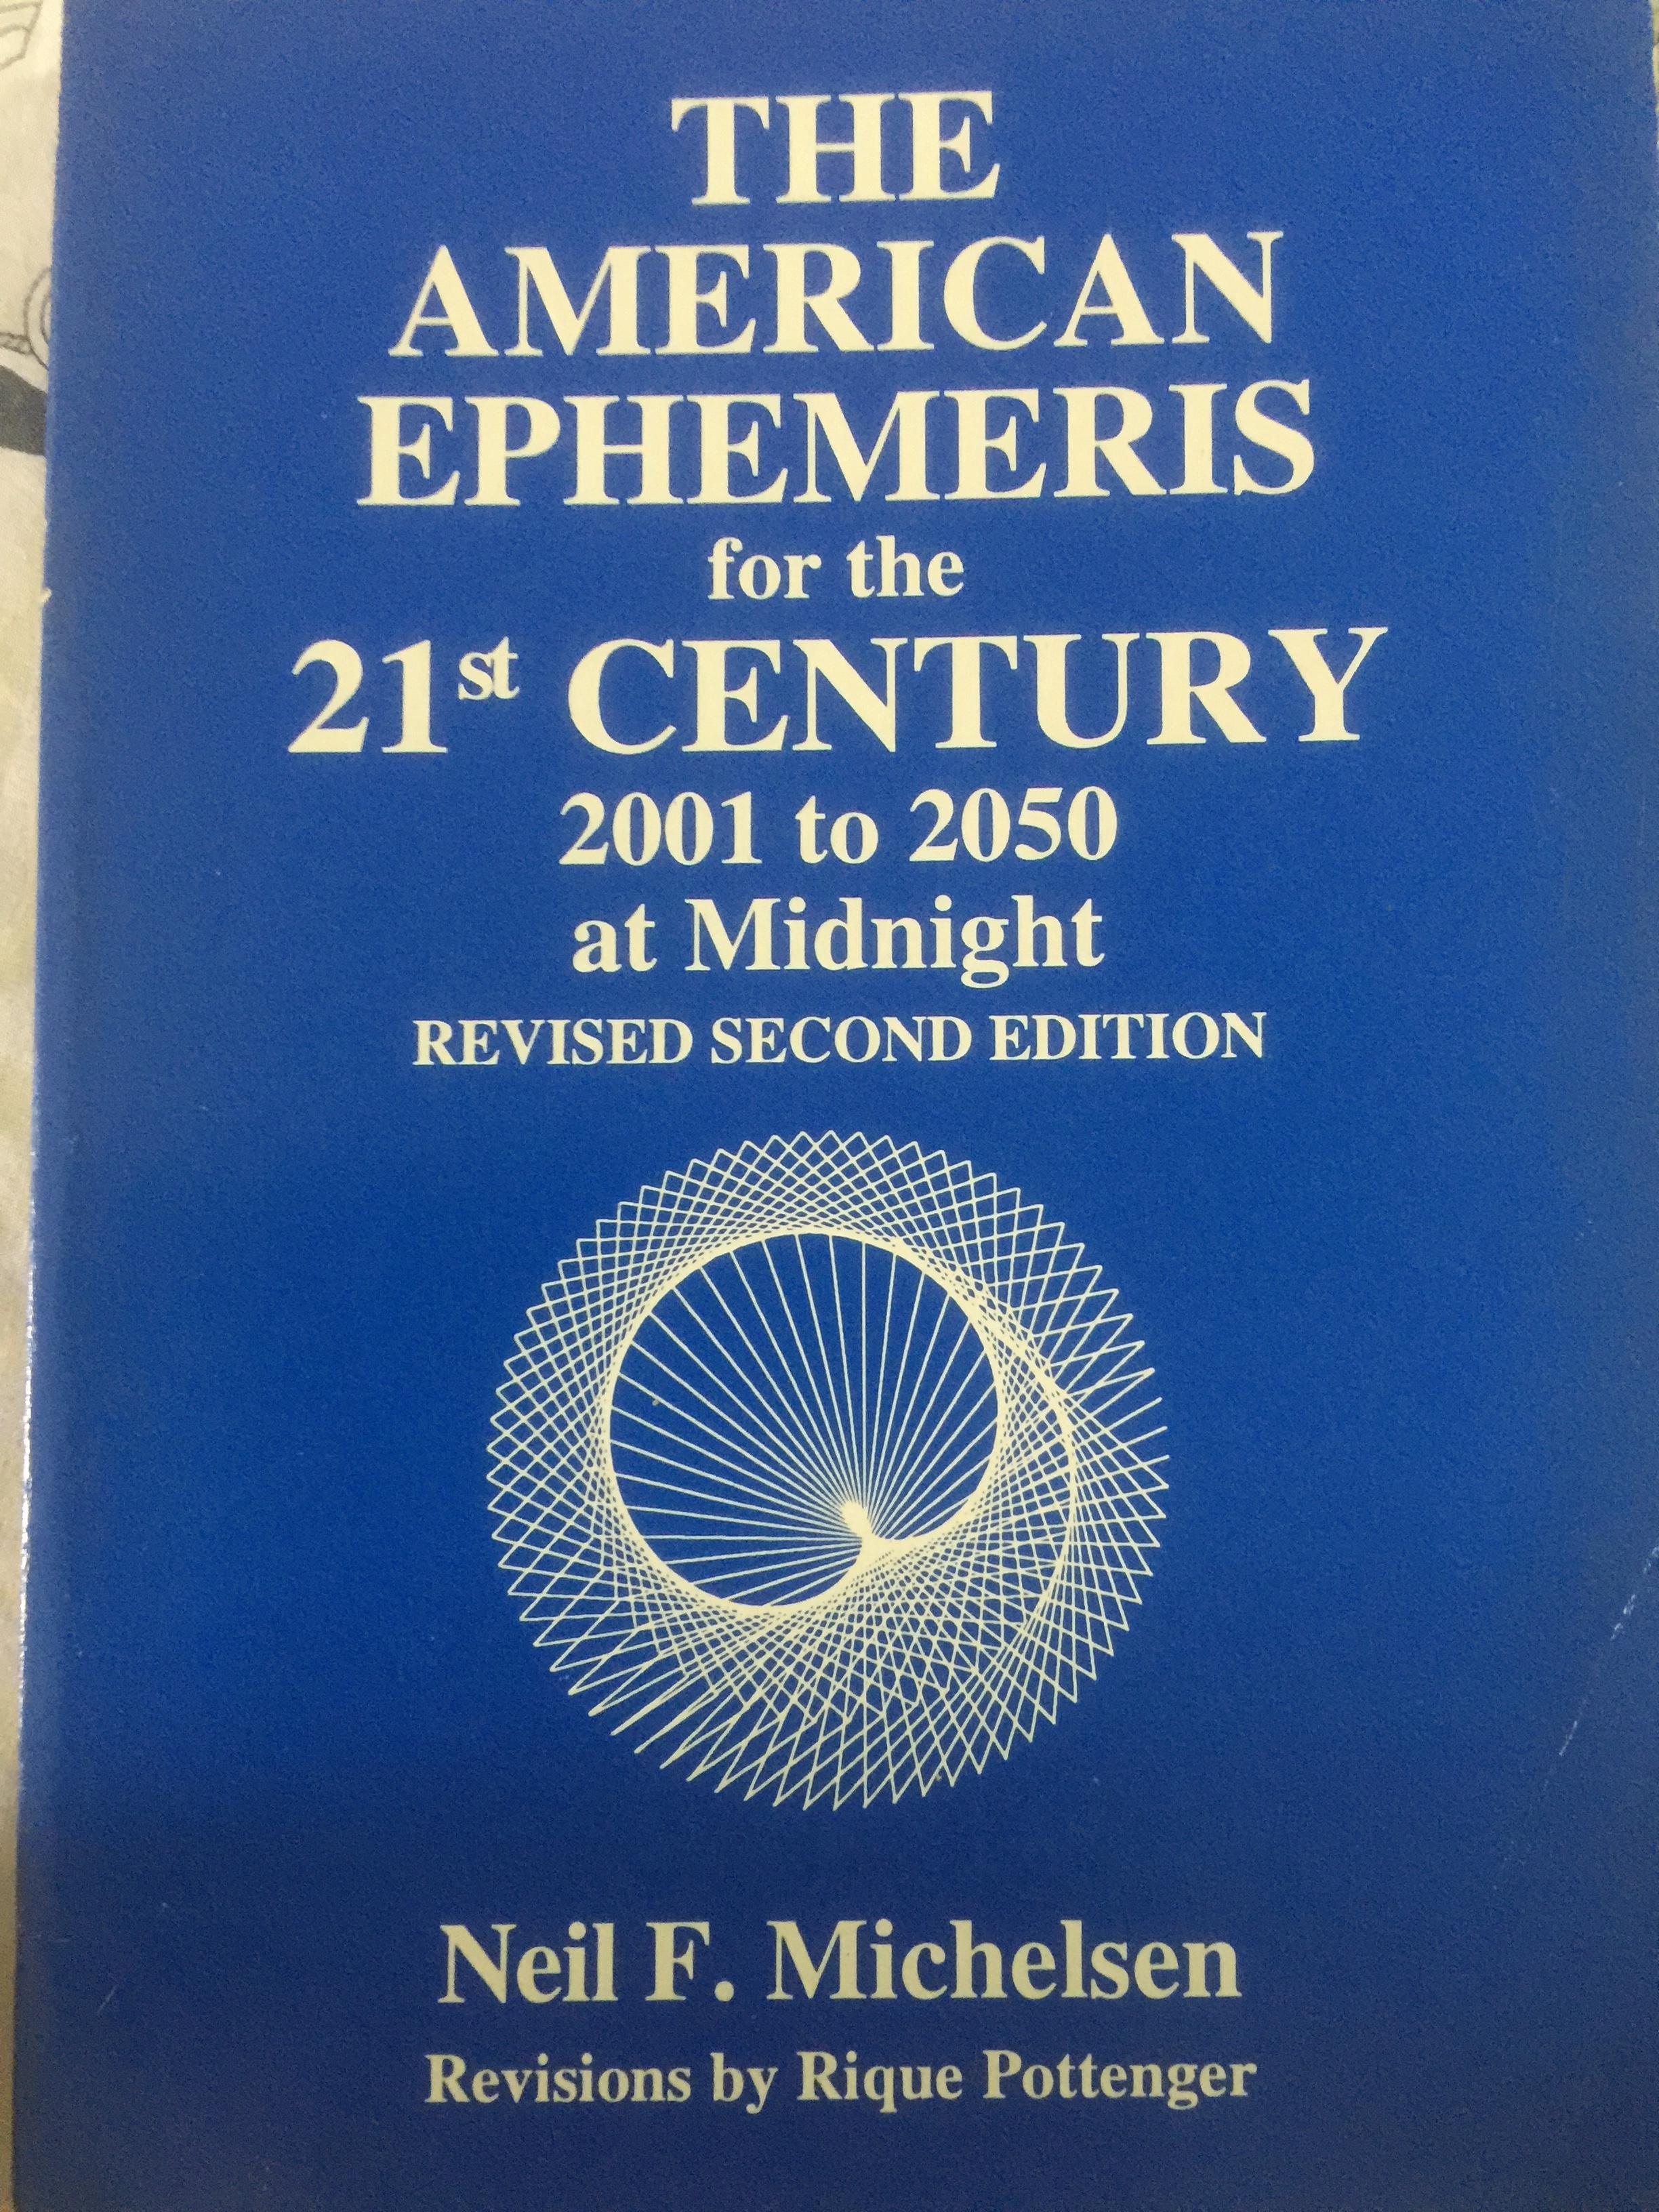 THE
AMERICAN
EPHEMERIS
for the
21st CENTURY
2001 to 2050
at Midnight
REVISED SECOND EDITION
Neil F. Michelsen
Revisions by Rique Pottenger